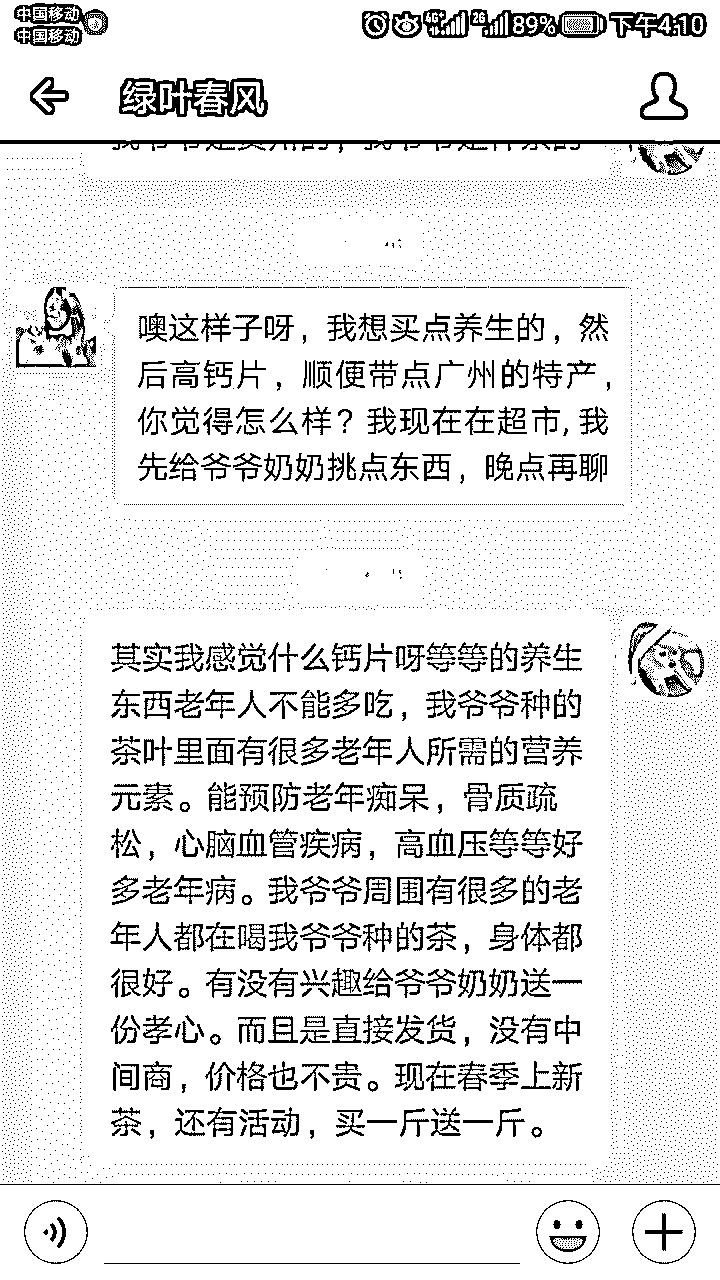 中国移动
中国移动
4G+ 2G 89% 下午4:10
绿叶春风
噢这样子呀，我想买点养生的，然
后高钙片，顺便带点广州的特产，
你觉得怎么样？我现在在超市，我
先给爷爷奶奶挑点东西，晚点再聊
其实我感觉什么钙片呀等等的养生
东西老年人不能多吃，我爷爷种的
茶叶里面有很多老年人所需的营养
元素。能预防老年痴呆，骨质疏
松，心脑血管疾病，高血压等等好
多老年病。我爷爷周围有很多的老
年人都在喝我爷爷种的茶，身体都
很好。有没有兴趣给爷爷奶奶送一
份孝心。而且是直接发货，没有中
间商，价格也不贵。现在春季上新
茶，还有活动，买一斤送一斤。